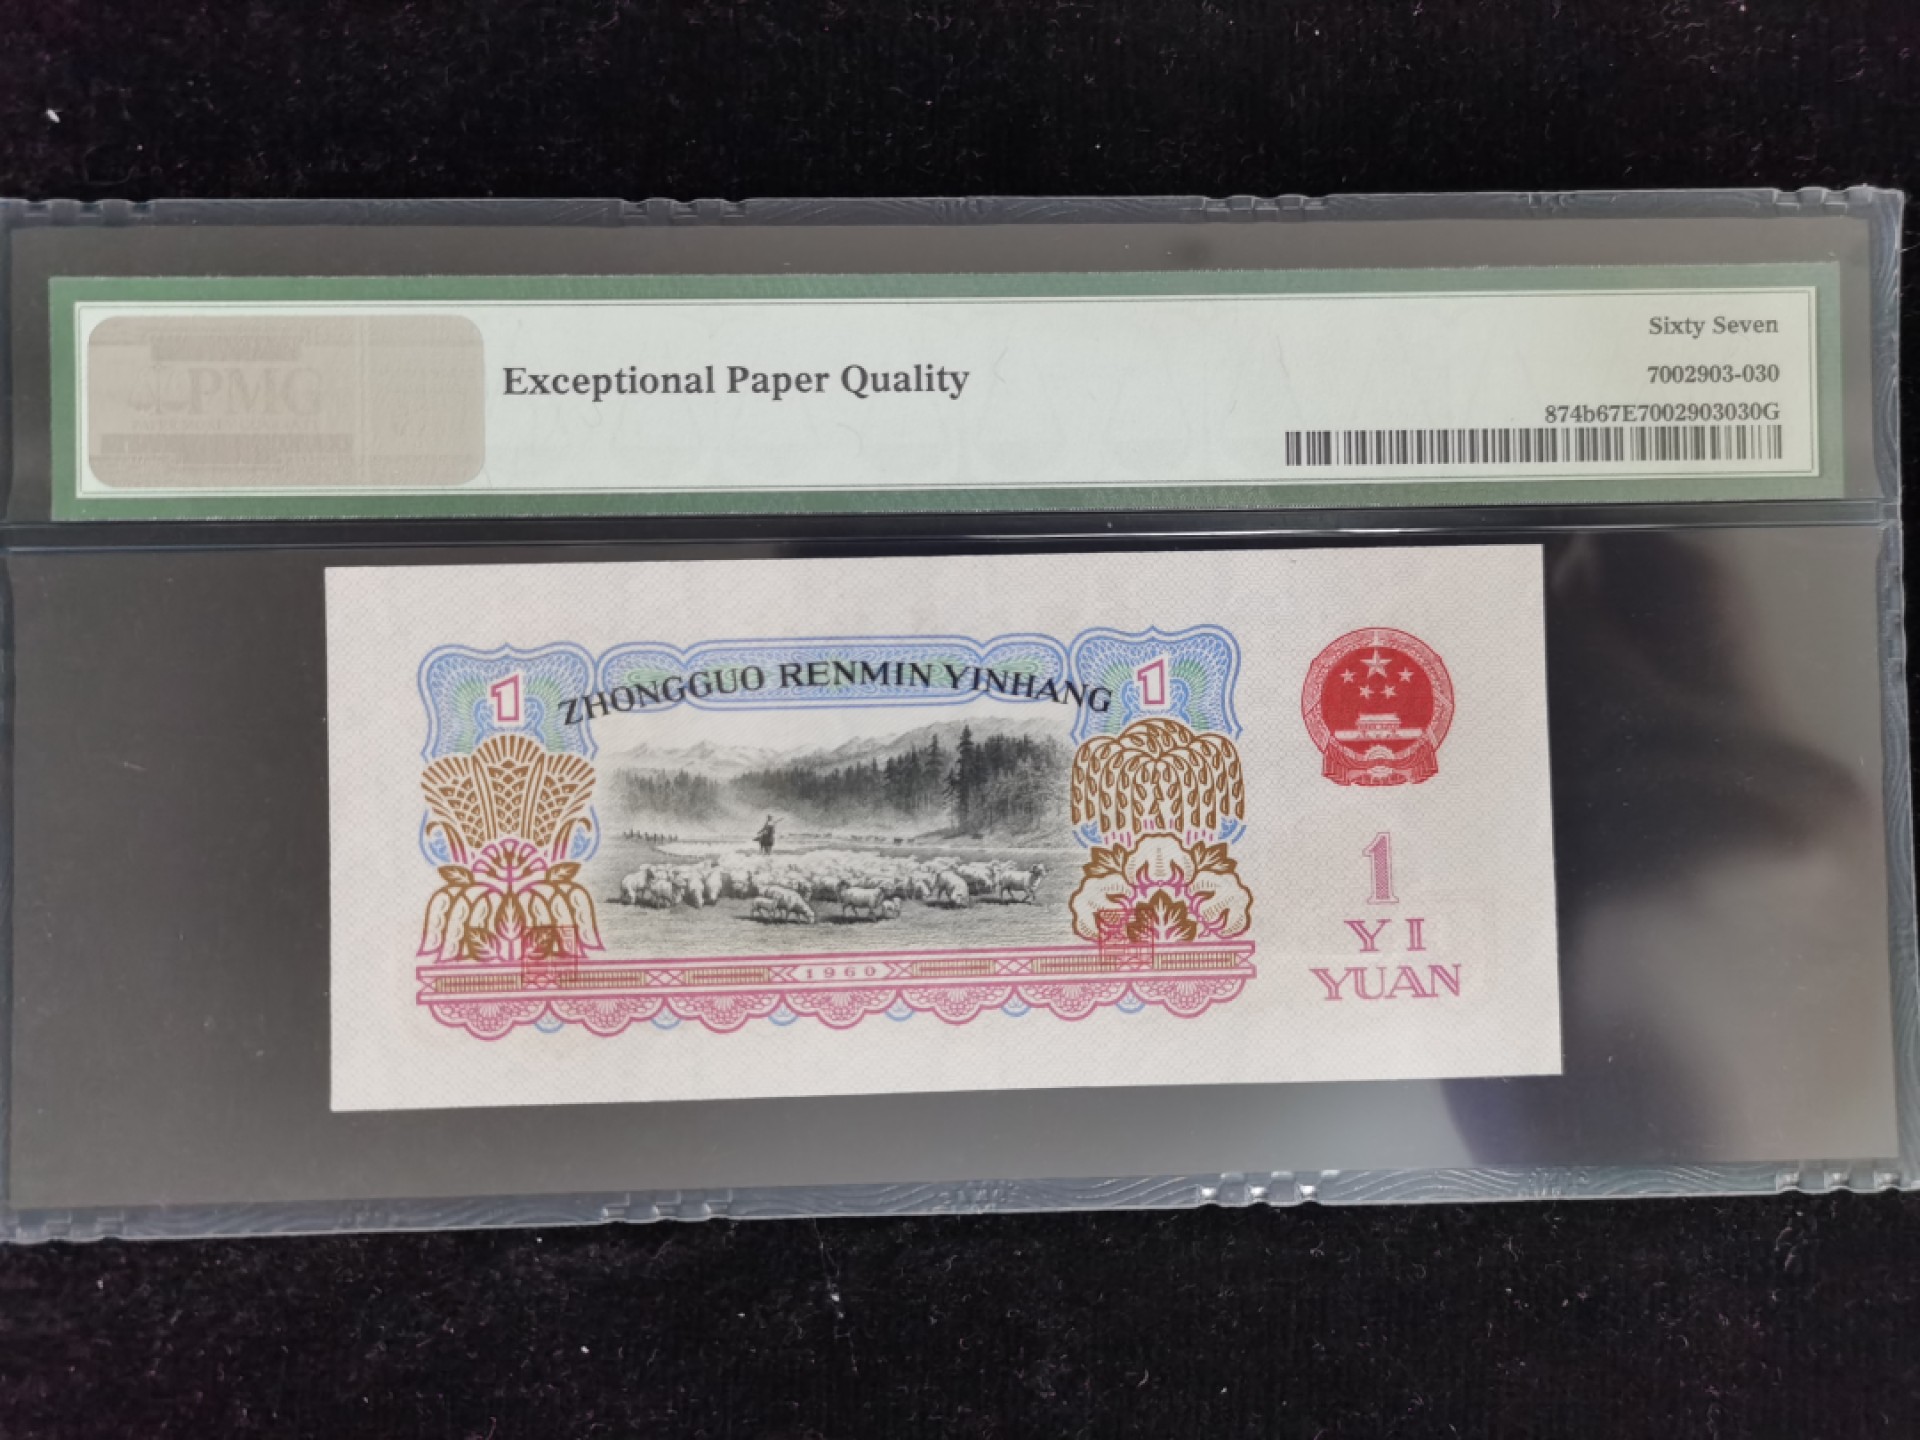 PMG
Exceptional Paper Quality
Sixty Seven
7002903-030
874b67E7002903030G
1
ZHONGGUO RENMIN YINHANG
1
1960
1
YI
YUAN